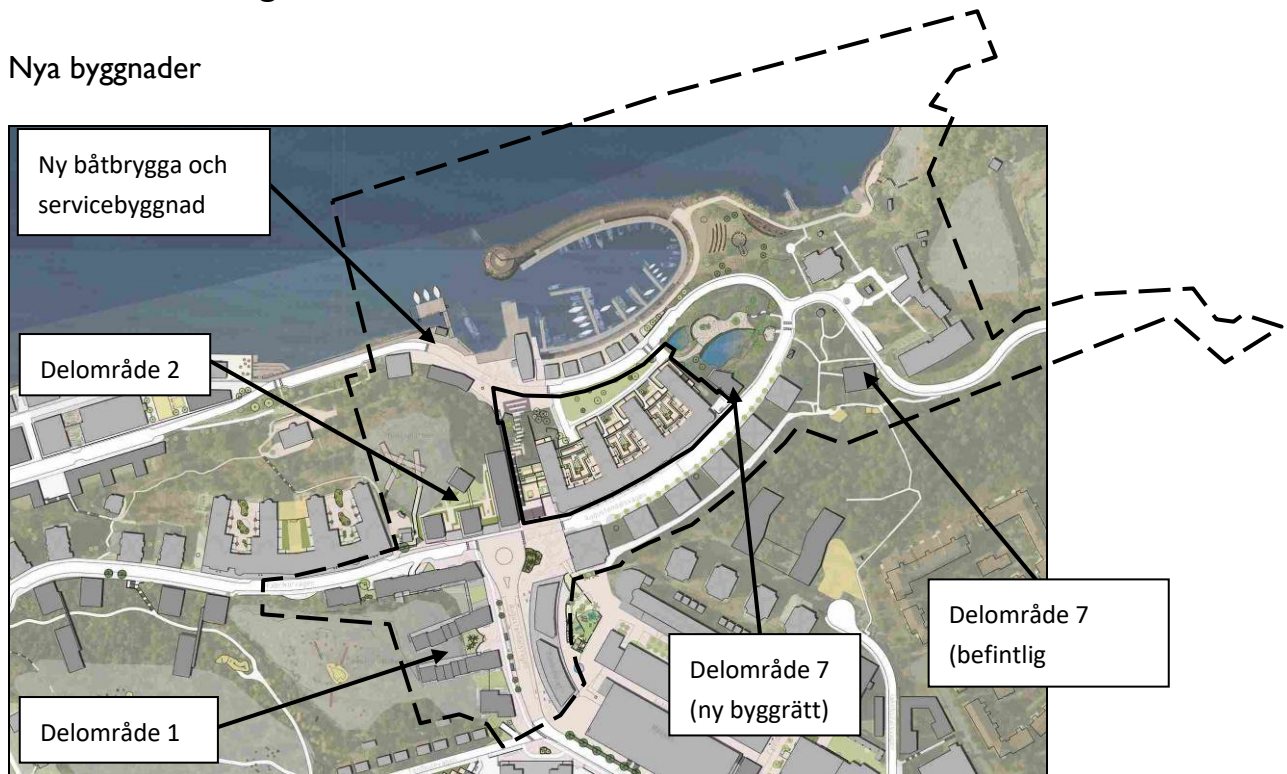 Nya byggnader
Ny båtbrygga och
servicebyggnad
Delområde 2
Delområde 1
Delområde 7
(ny byggrätt)
Delområde 7
(befintlig